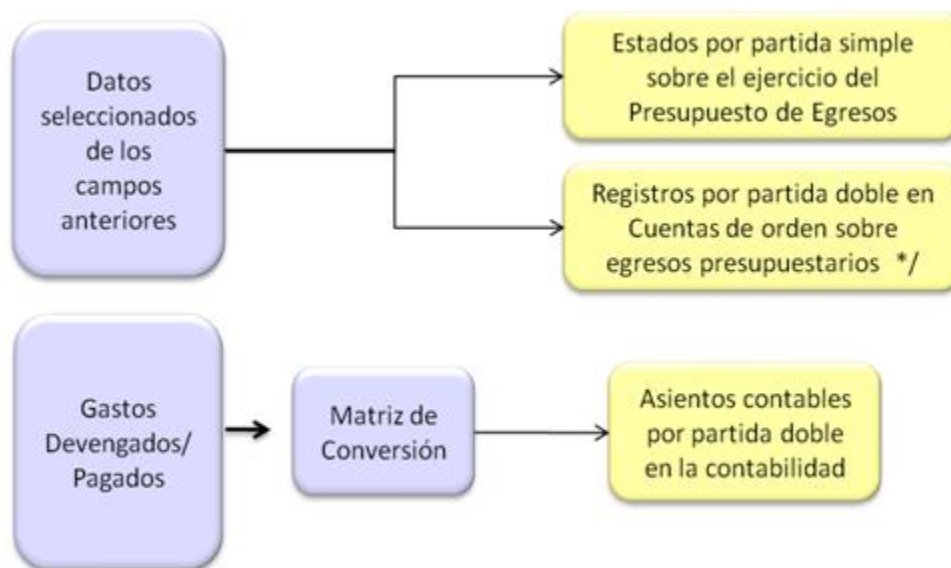 Datos
seleccionados
de los
campos
anteriores
Estados por partida simple
sobre el ejercicio del
Presupuesto de Egresos
Registros por partida doble en
Cuentas de orden sobre
egresos presupuestarios */
Gastos
Devengados/
Pagados
Matriz de
Conversión
Asientos contables
por partida doble
en la contabilidad